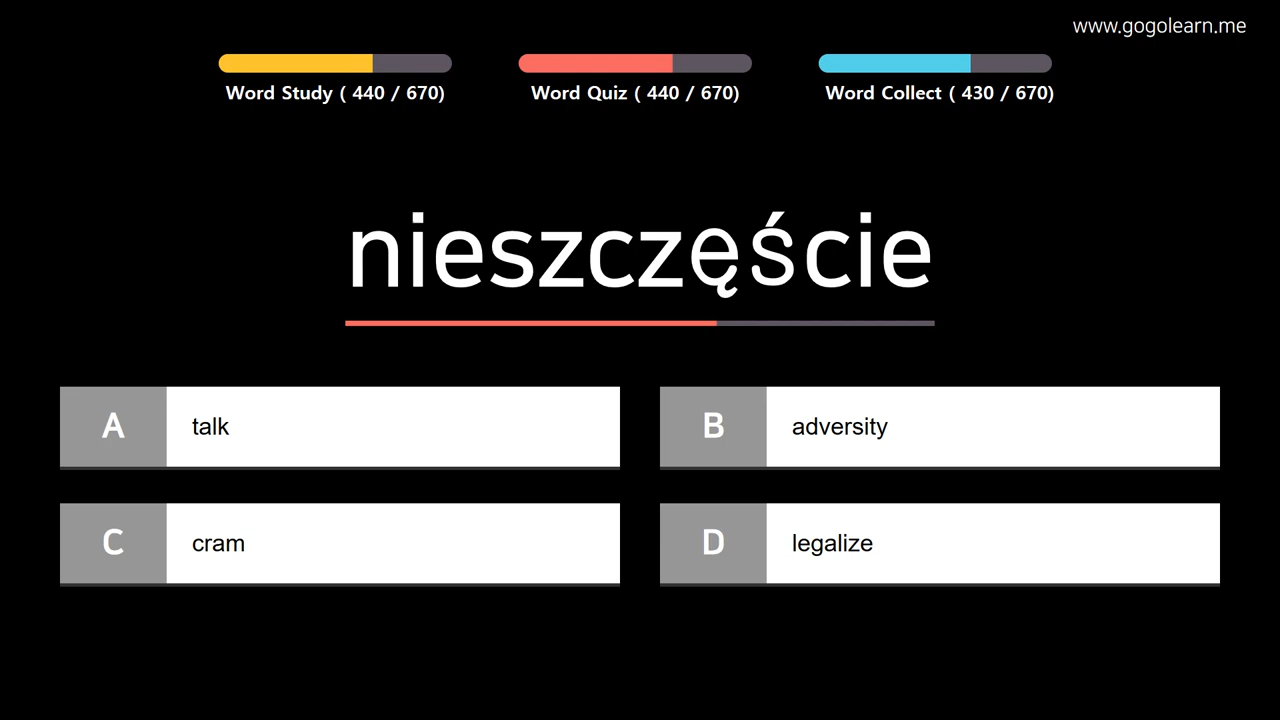 www.gogolearn.me
Word Study ( 440 / 670)
Word Quiz ( 440 / 670)
Word Collect ( 430 / 670)
nieszczęście
A talk
B adversity
C cram
D legalize